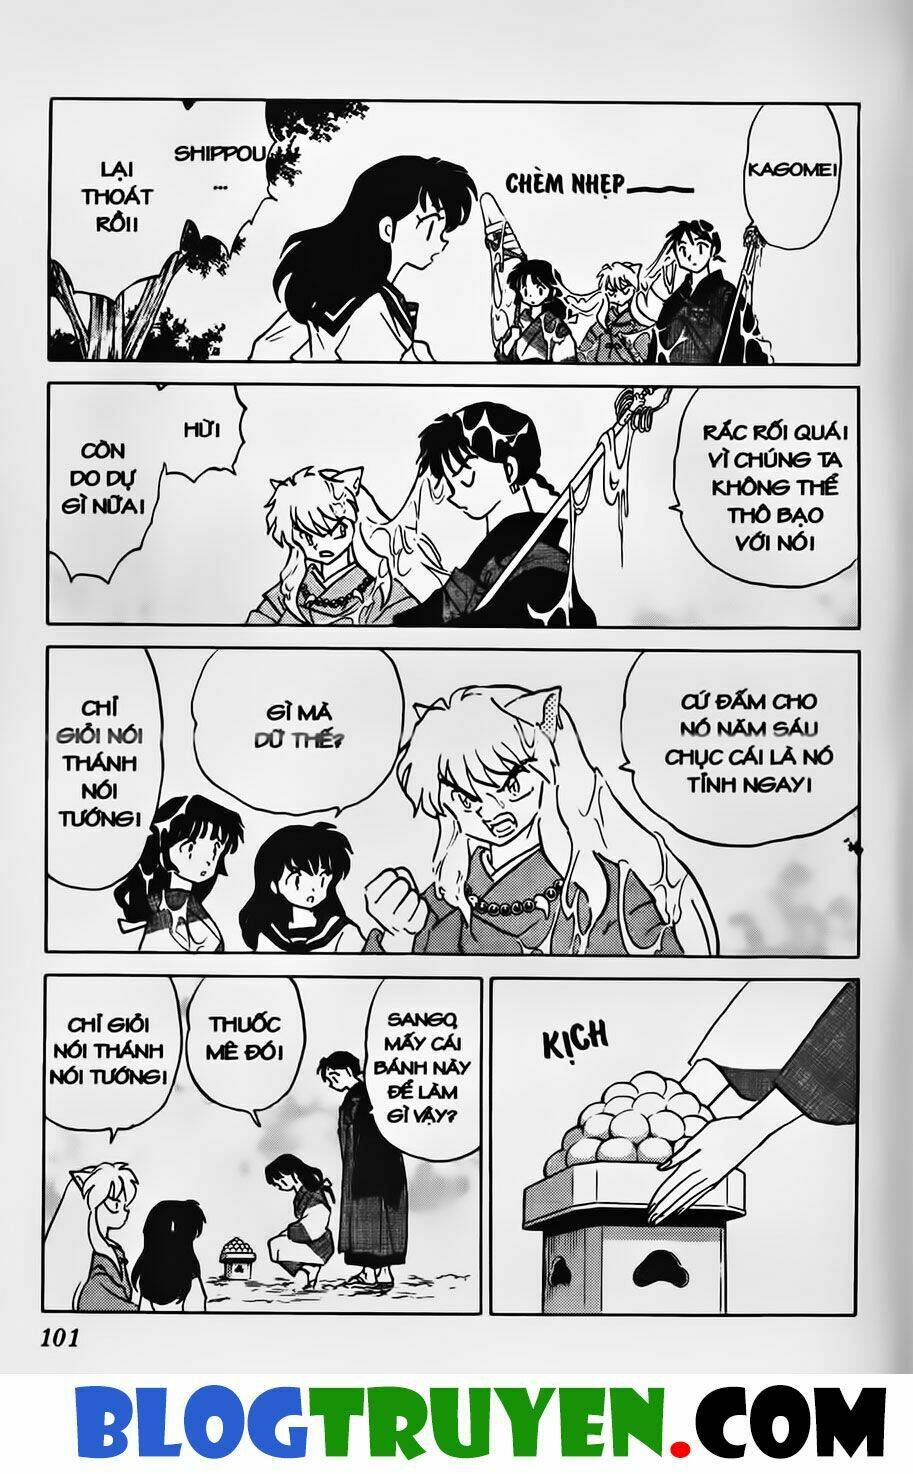 KAGOME!
CHÈM NHẸP
SHIPPOU
...
LẠI
THOÁT
RỒI!
RẮC RỐI QUÁ!
VÌ CHÚNG TA
KHÔNG THỂ
THÔ BẠO
VỚI NÓ!
HỪ!
CÒN
DO DỰ
GÌ NỮA!
CỨ ĐẤM CHO
NÓ NĂM SÁU
CHỤC CÁI LÀ NÓ
TỈNH NGAY!
GÌ MÀ
DỮ THẾ?
CHỈ
GIỎI NÓI
THÁNH
NÓI
TƯỚNG!
KỊCH
SANGO,
MẤY CÁI
BÁNH NÀY
ĐỂ LÀM
GÌ VẬY?
THUỐC
MÊ ĐÓ!
CHỈ GIỎI
NÓI THÁNH
NÓI TƯỚNG!
101
BLOGTRUYEN.COM